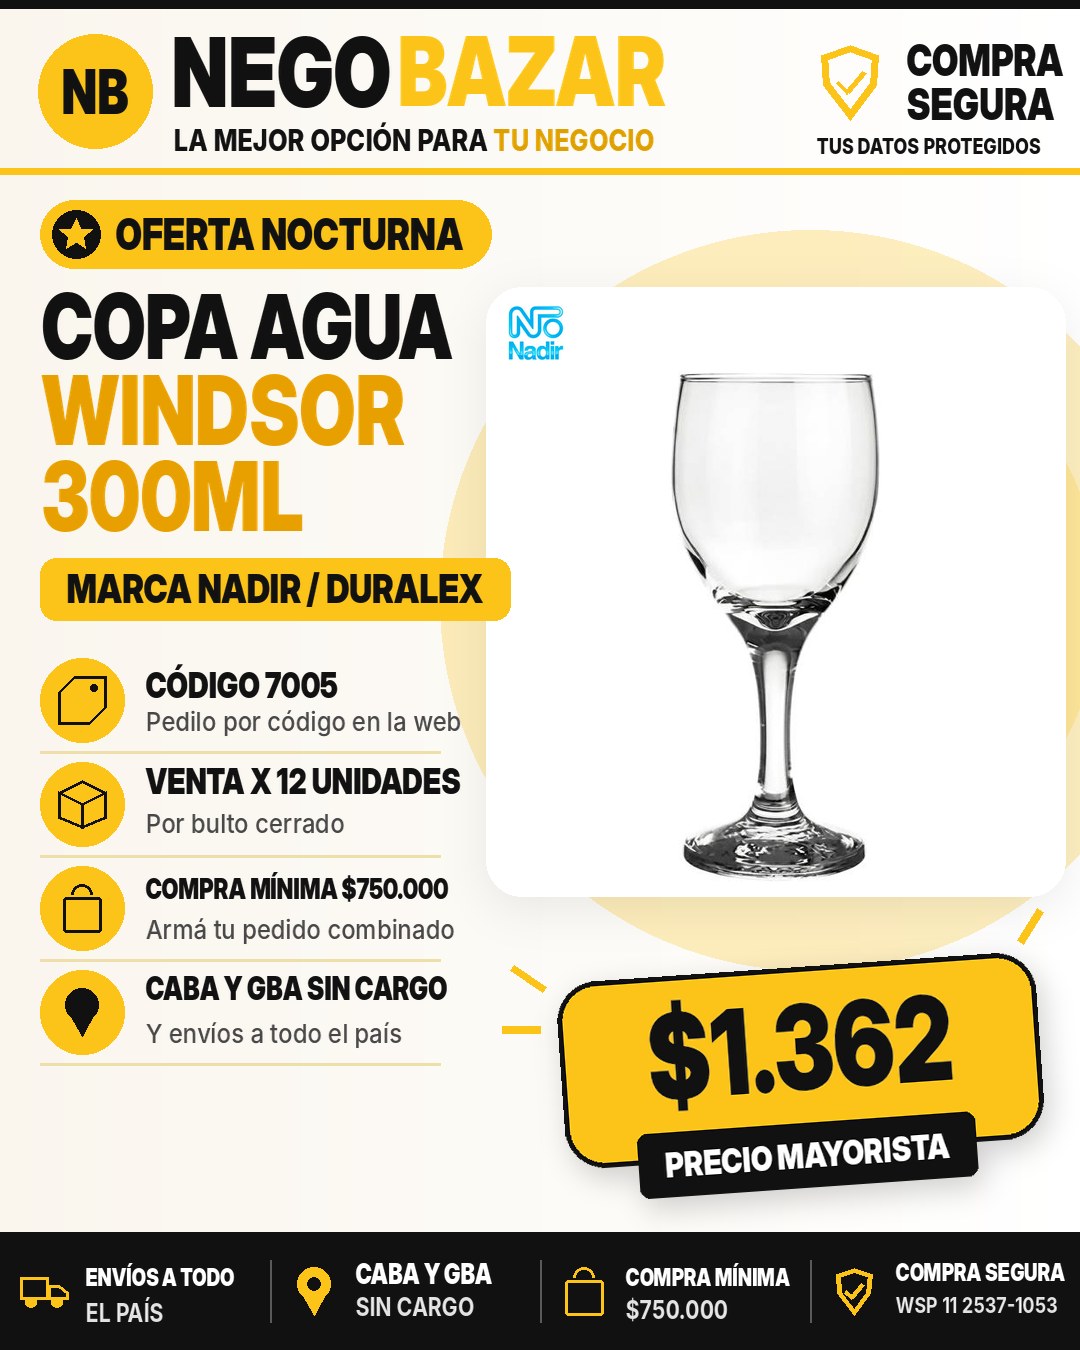 NB
NEGOBAZAR
LA MEJOR OPCIÓN PARA TU NEGOCIO
COMPRA
SEGURA
TUS DATOS PROTEGIDOS
OFERTA NOCTURNA
COPA AGUA
WINDSOR
300ML
MARCA NADIR / DURALEX
Nadir
CÓDIGO 7005
Pedilo por código en la web
VENTA X 12 UNIDADES
Por bulto cerrado
COMPRA MÍNIMA $750.000
Armá tu pedido combinado
CABA Y GBA SIN CARGO
Y envíos a todo el país
$1.362
PRECIO MAYORISTA
ENVÍOS A TODO
EL PAÍS
CABA Y GBA
SIN CARGO
COMPRA MÍNIMA
$750.000
COMPRA SEGURA
WSP 11 2537-1053